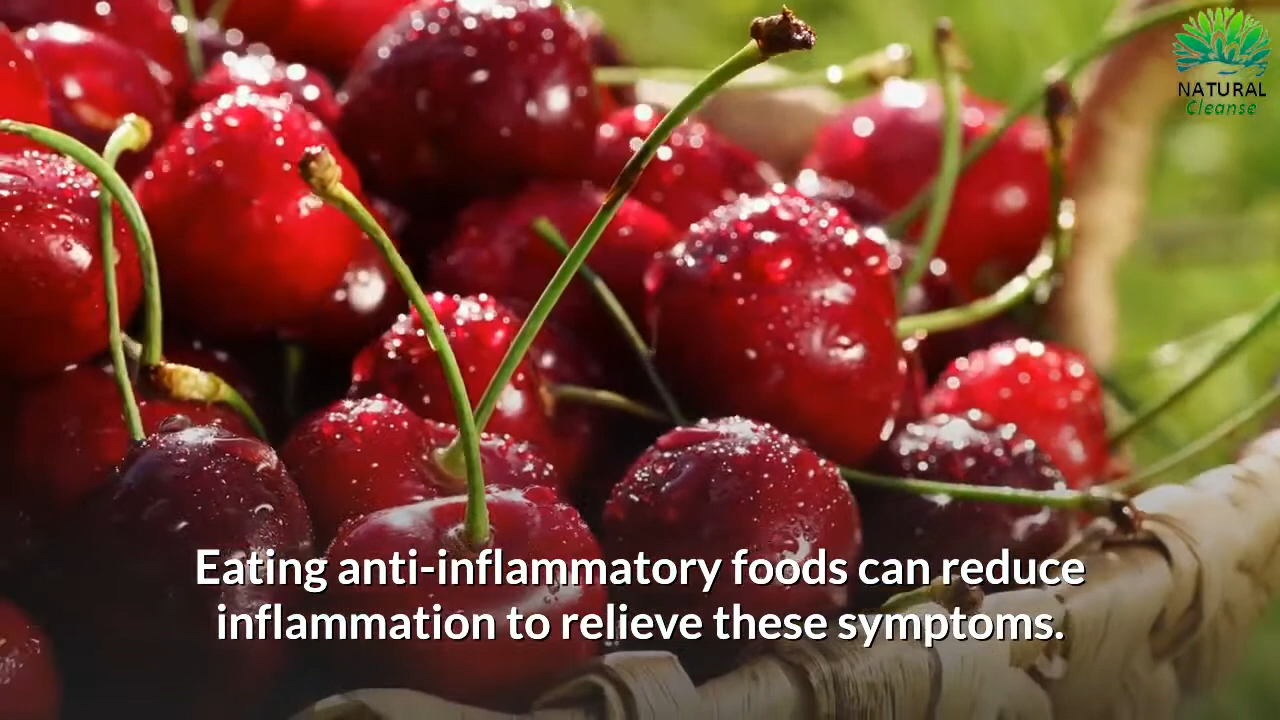 NATURAL
Cleanse
Eating anti-inflammatory foods can reduce
inflammation to relieve these symptoms.